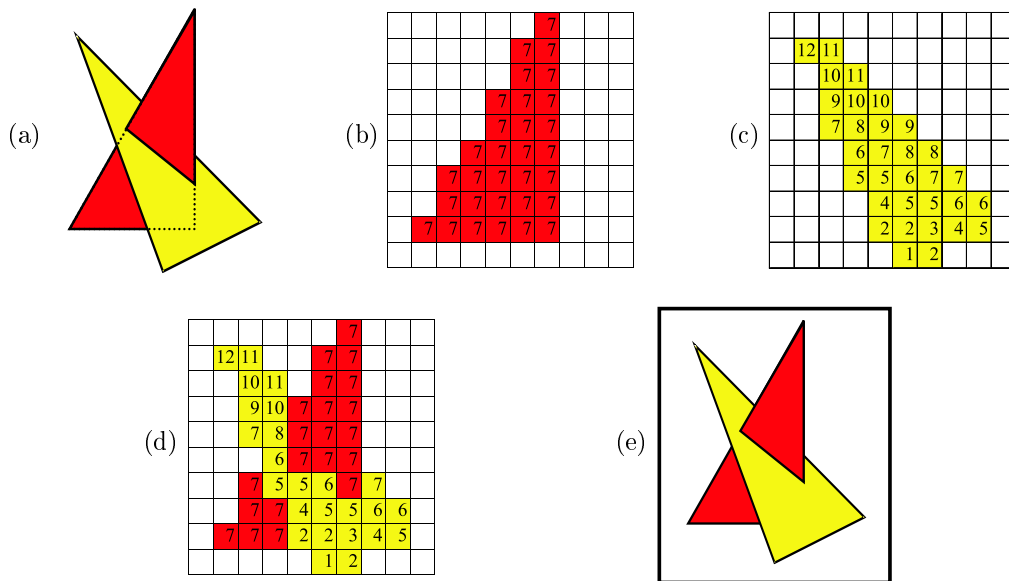 (a)
(b)
7
7 7
7 7
7 7 7
7 7 7
7 7 7 7
7 7 7 7 7
7 7 7 7 7
7 7 7 7 7 7
(c)
12 11
10 11
9 10 10
7 8 9 9
6 7 8 8
5 5 6 7 7
4 5 5 6 6
2 2 3 4 5
1 2
(d)
7
12 11 7 7
10 11 7 7
9 10 7 7 7
7 8 7 7 7
6 7 7 7
7 5 5 6 7 7
7 7 4 5 5 6 6
7 7 7 2 2 3 4 5
1 2
(e)